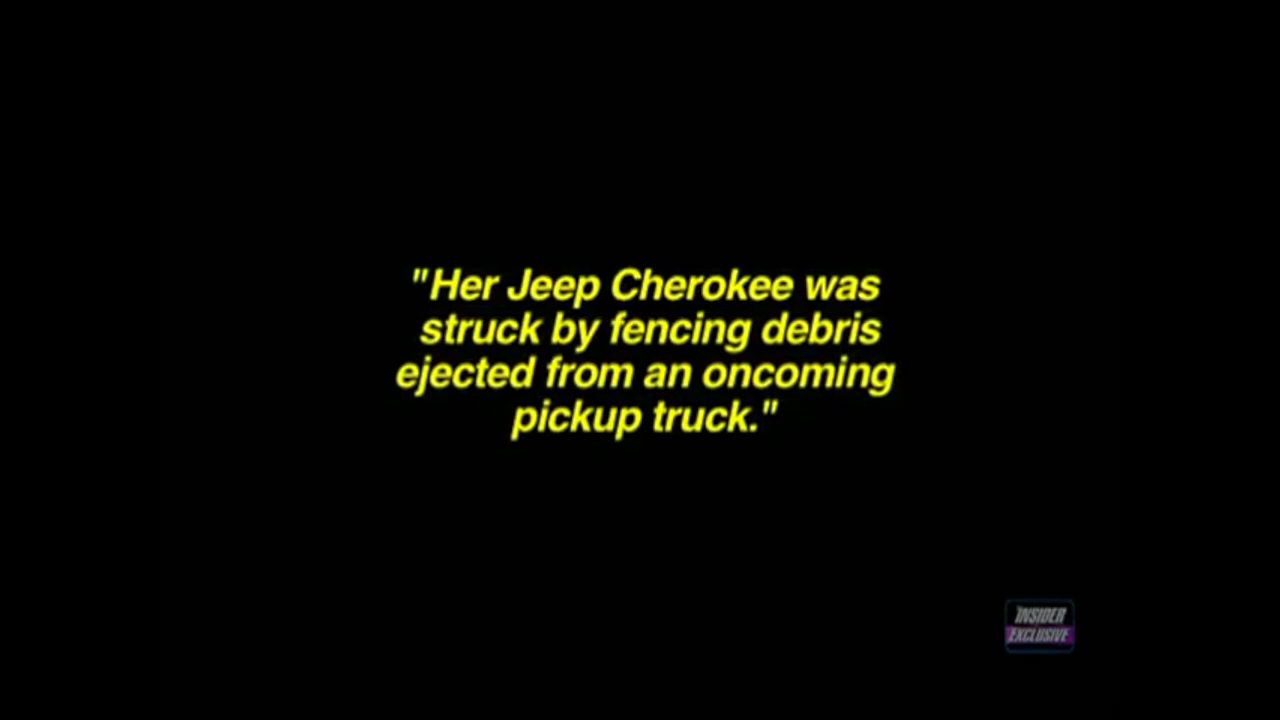 "Her Jeep Cherokee was
struck by fencing debris
ejected from an oncoming
pickup truck."
INSIDER
EXCLUSIVE